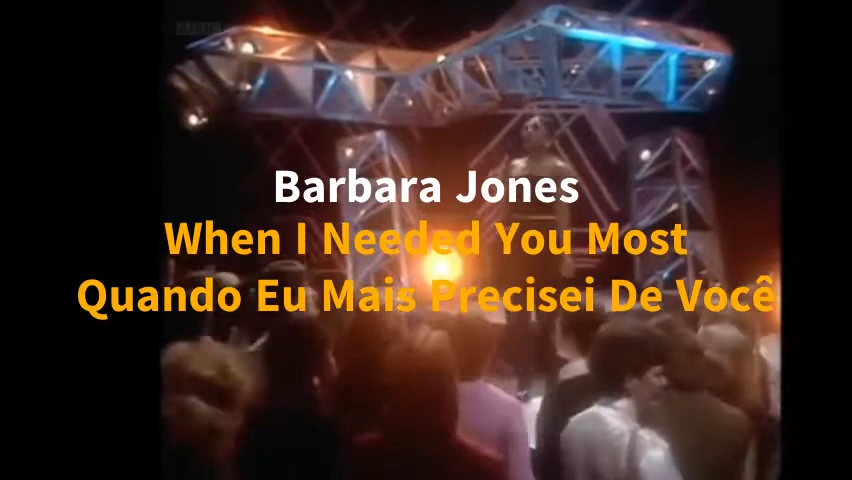 Barbara Jones
When I Needed You Most
Quando Eu Mais Precisei De Você